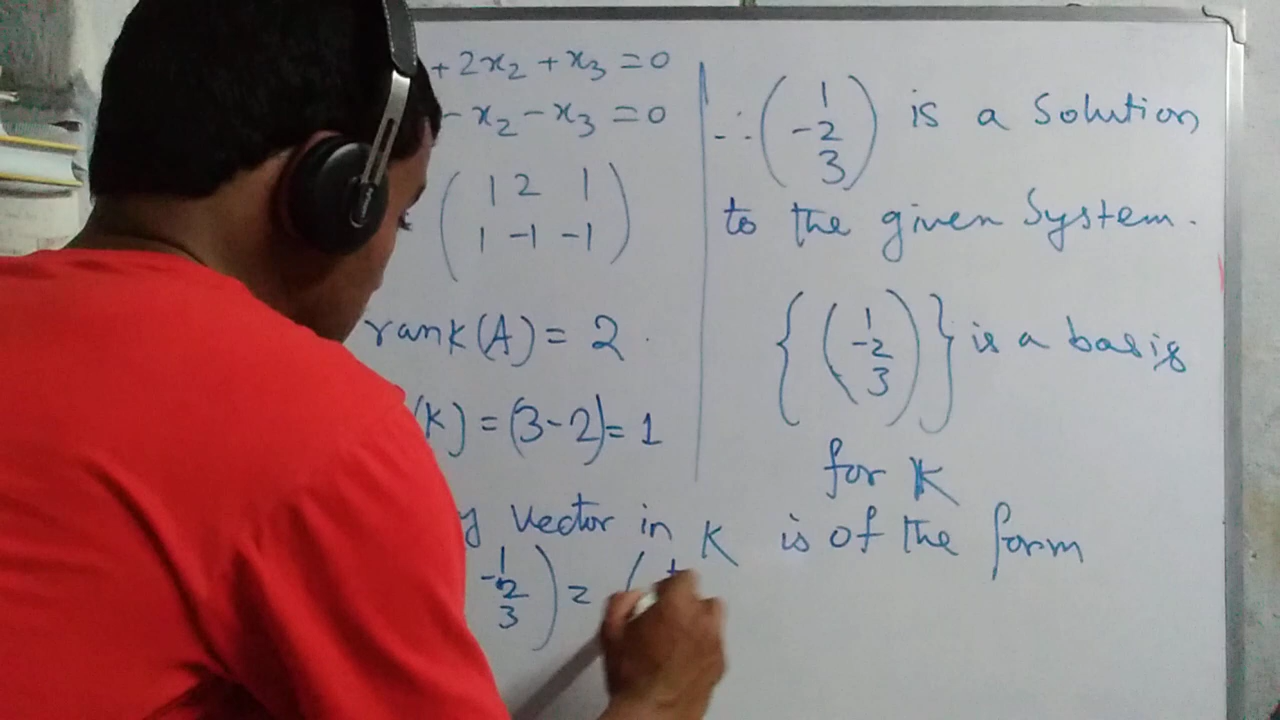 + 2x₂ + x₃ = 0
- x₂ - x₃ = 0
( 1 2 1
1 -1 -1 )
rank(A) = 2.
(K) = (3-2) = 1
∴ ( 1
-2
3 ) is a Solution
to the given System.
{ ( 1
-2
3 ) } is a basis
for K
y vector in K is of the form
1
-2
3 ) = ( t